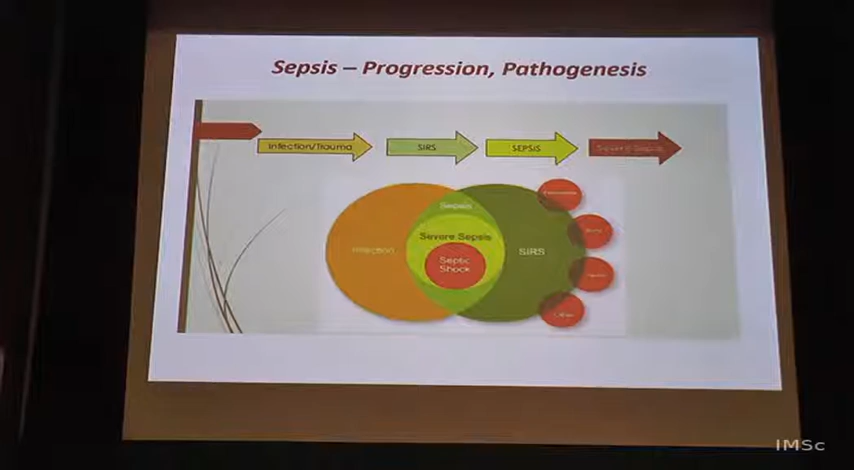 Sepsis – Progression, Pathogenesis
Infection/Trauma
SIRS
SEPSIS
Severe Sepsis
Sepsis
Severe Sepsis
Infection
SIRS
Septic
Shock
IMSc